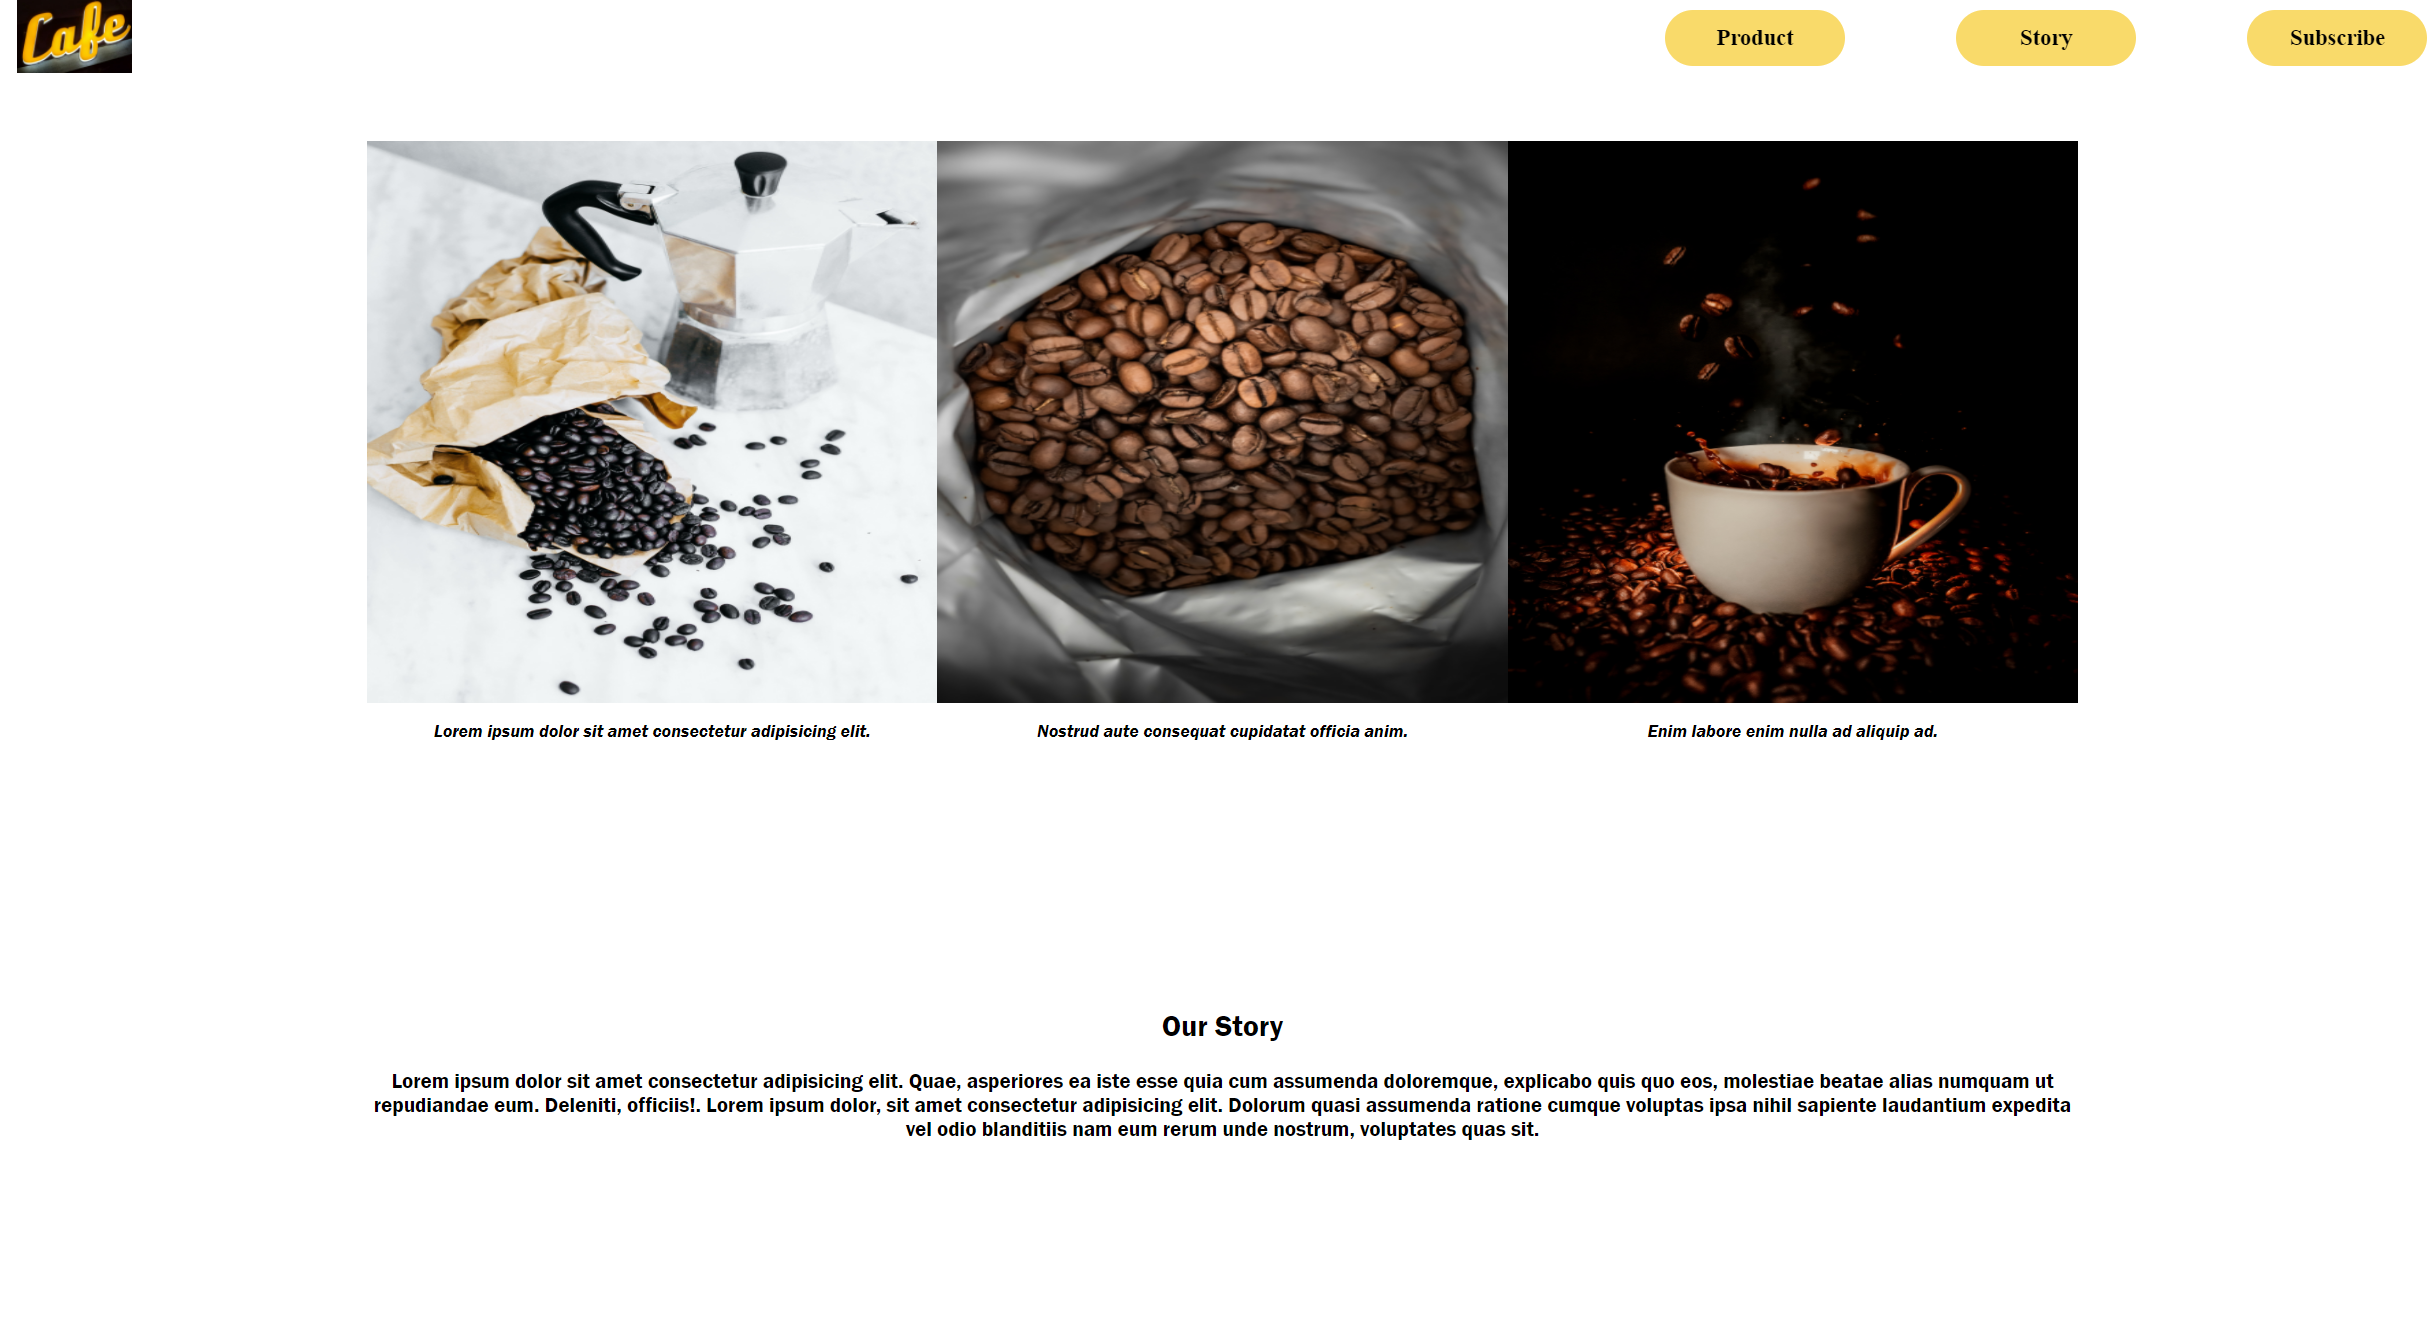 Cafe
Product
Story
Subscribe
Lorem ipsum dolor sit amet consectetur adipisicing elit.
Nostrud aute consequat cupidatat officia anim.
Enim labore enim nulla ad aliquip ad.
Our Story
Lorem ipsum dolor sit amet consectetur adipisicing elit. Quae, asperiores ea iste esse quia cum assumenda doloremque, explicabo quis quo eos, molestiae beatae alias numquam ut
repudiandae eum. Deleniti, officiis!. Lorem ipsum dolor, sit amet consectetur adipisicing elit. Dolorum quasi assumenda ratione cumque voluptas ipsa nihil sapiente laudantium expedita
vel odio blanditiis nam eum rerum unde nostrum, voluptates quas sit.